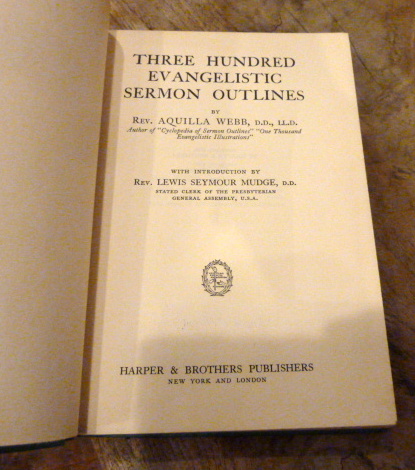 THREE HUNDRED
EVANGELISTIC
SERMON OUTLINES
BY
REV. AQUILLA WEBB, D.D., LL.D.
Author of "Cyclopedia of Sermon Outlines" "One Thousand
Evangelistic Illustrations"
WITH INTRODUCTION BY
REV. LEWIS SEYMOUR MUDGE, D.D.
STATED CLERK OF THE PRESBYTERIAN
GENERAL ASSEMBLY, U.S.A.
HARPER & BROTHERS PUBLISHERS
NEW YORK AND LONDON